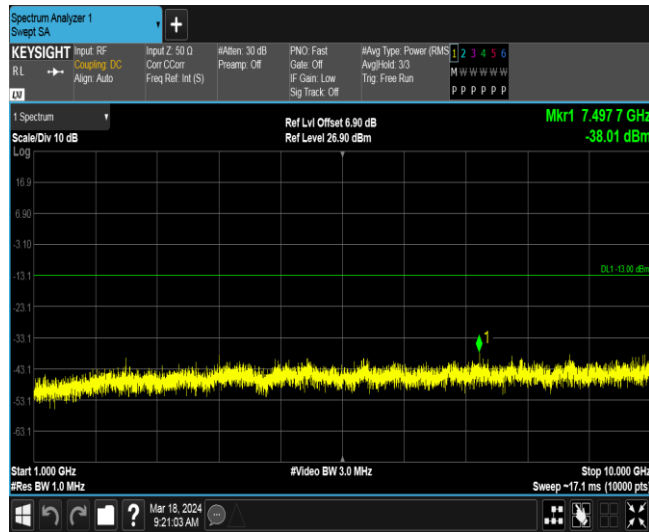 Spectrum Analyzer 1
Swept SA
KEYSIGHT
RL
LXI
Input: RF
Coupling: DC
Align: Auto
Input Z: 50 Ω
Corr CCorr
Freq Ref: Int (S)
#Atten: 30 dB
Preamp: Off
PNO: Fast
Gate: Off
IF Gain: Low
Sig Track: Off
#Avg Type: Power (RMS
Avg|Hold: 3/3
Trig: Free Run
1 2 3 4 5 6
M W W W W W
P P P P P P
1 Spectrum
Scale/Div 10 dB
Log
Ref Lvl Offset 6.90 dB
Ref Level 26.90 dBm
Mkr1 7.497 7 GHz
-38.01 dBm
16.9
6.90
-3.10
-13.1
DL1 -13.00 dBm
-23.1
-33.1
1
-43.1
-53.1
-63.1
Start 1.000 GHz
#Video BW 3.0 MHz
Stop 10.000 GHz
#Res BW 1.0 MHz
Sweep ~17.1 ms (10000 pts)
?
Mar 18, 2024
9:21:03 AM